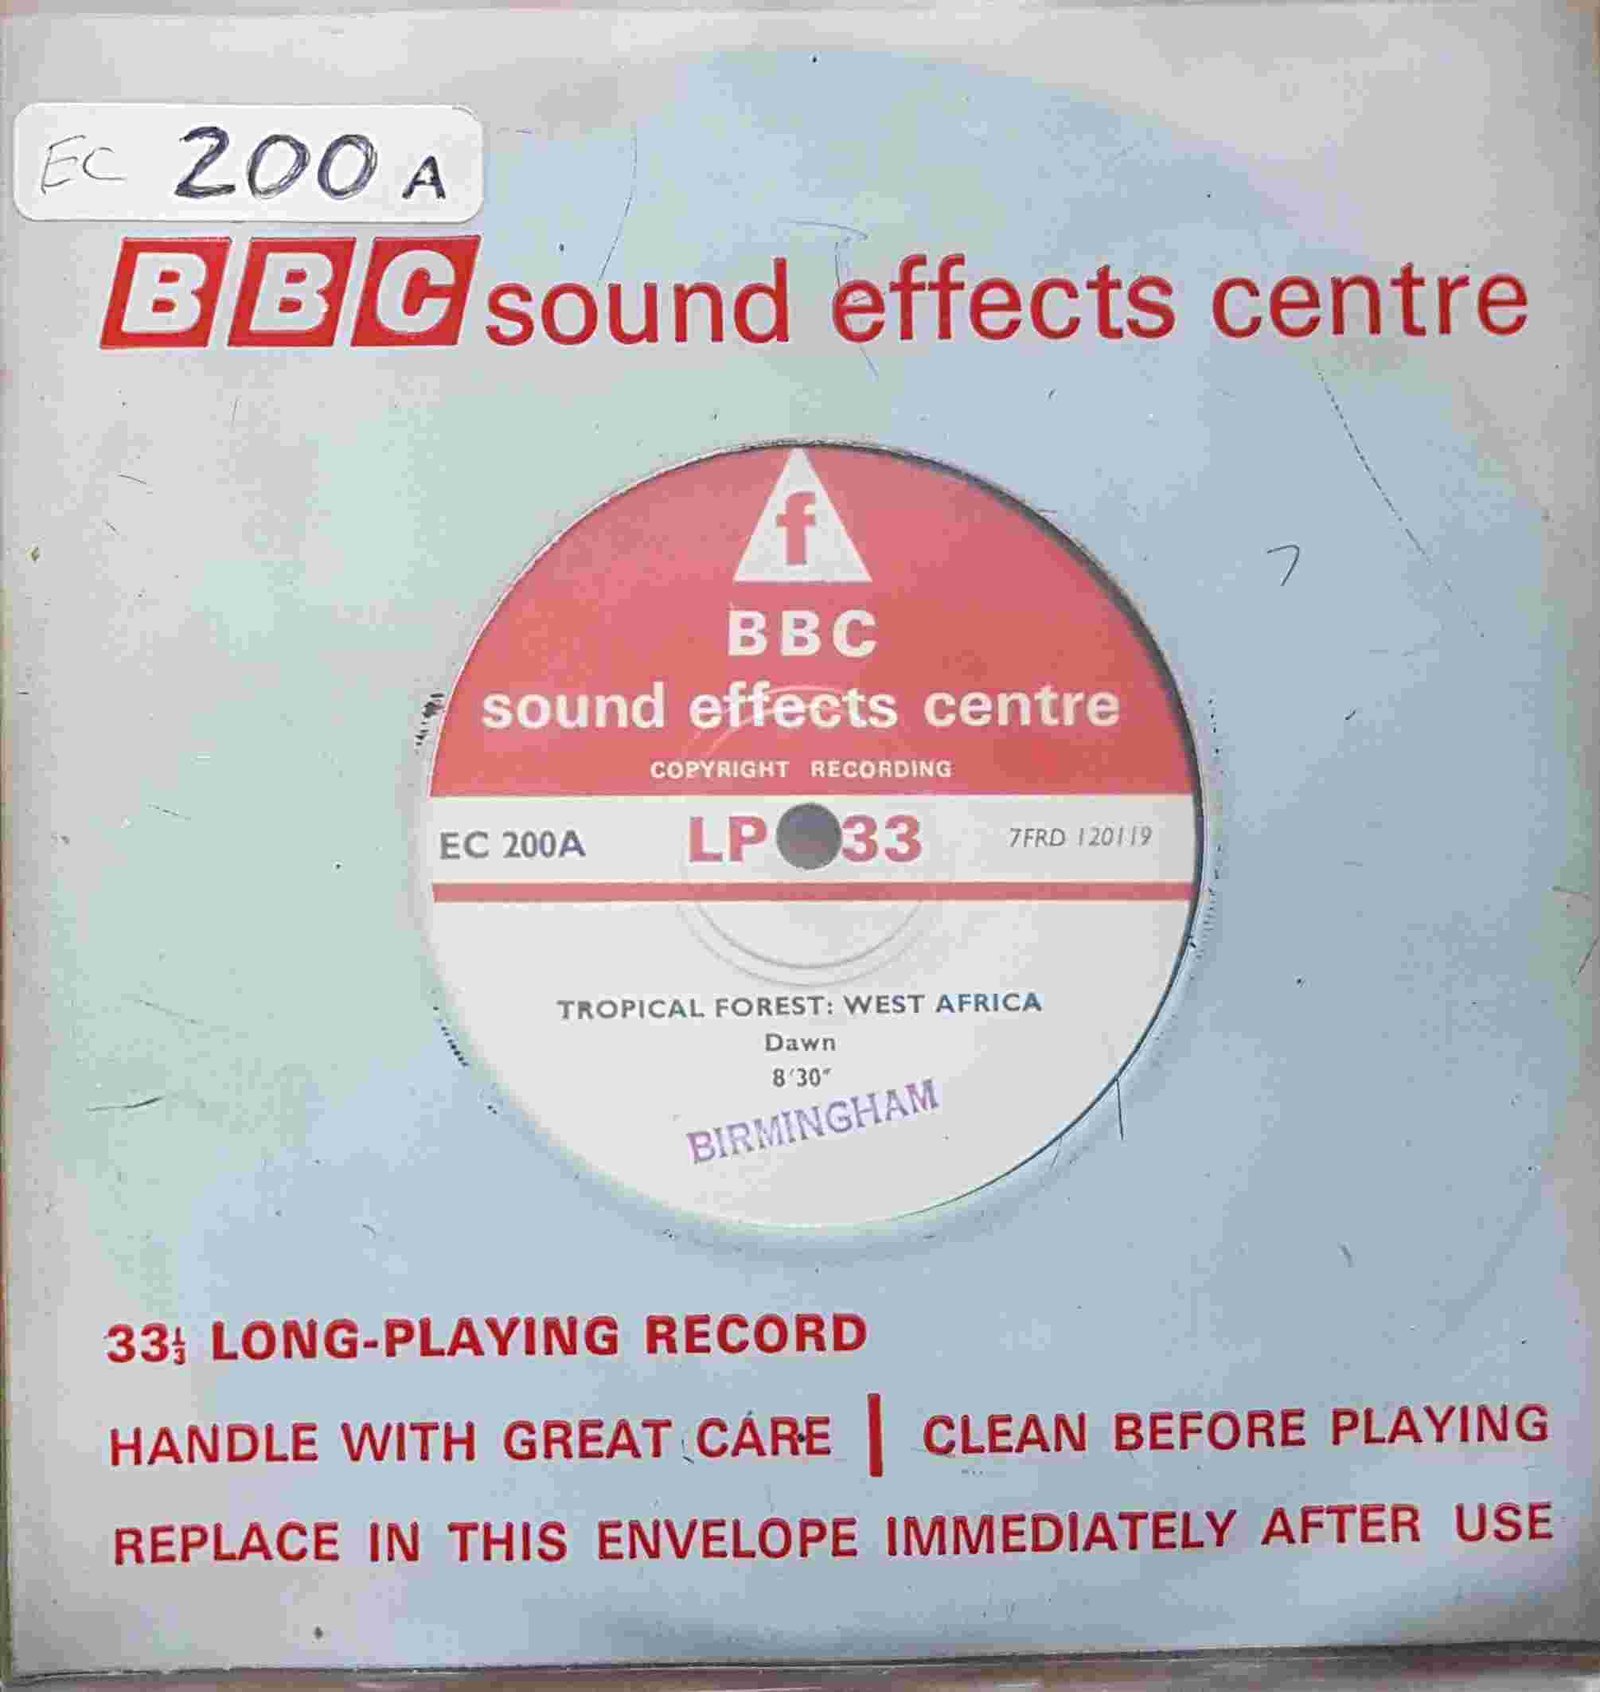 EC 200 A
BBC sound effects centre
f
BBC
sound effects centre
COPYRIGHT RECORDING
EC 200A LP 33 7FRD 120119
TROPICAL FOREST: WEST AFRICA
Dawn
8'30"
BIRMINGHAM
33⅓ LONG-PLAYING RECORD
HANDLE WITH GREAT CARE | CLEAN BEFORE PLAYING
REPLACE IN THIS ENVELOPE IMMEDIATELY AFTER USE